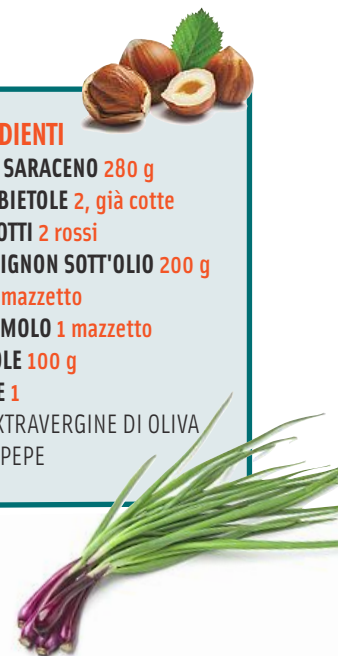 DIENTI
SARACENO 280 g
BIETOLE 2, già cotte
OTTI 2 rossi
IGNON SOTT'OLIO 200 g
mazzetto
MOLO 1 mazzetto
OLE 100 g
E 1
XTRAVERGINE DI OLIVA
PEPE